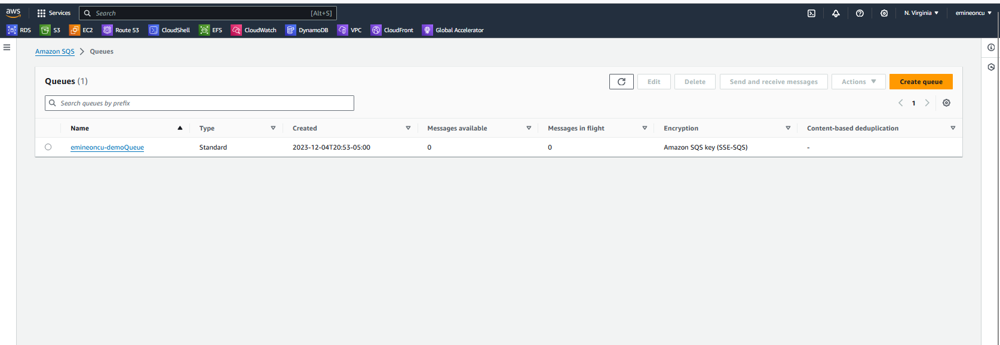 aws Services Search [Alt+S] N. Virginia emineoncu
RDS S3 EC2 Route 53 CloudShell EFS CloudWatch DynamoDB VPC CloudFront Global Accelerator
Amazon SQS Queues
Queues (1) Edit Delete Send and receive messages Actions Create queue
Search queues by prefix 1
Name Type Created Messages available Messages in flight Encryption Content-based deduplication
emineoncu-demoQueue Standard 2023-12-04T20:53-05:00 0 0 Amazon SQS key (SSE-SQS) -